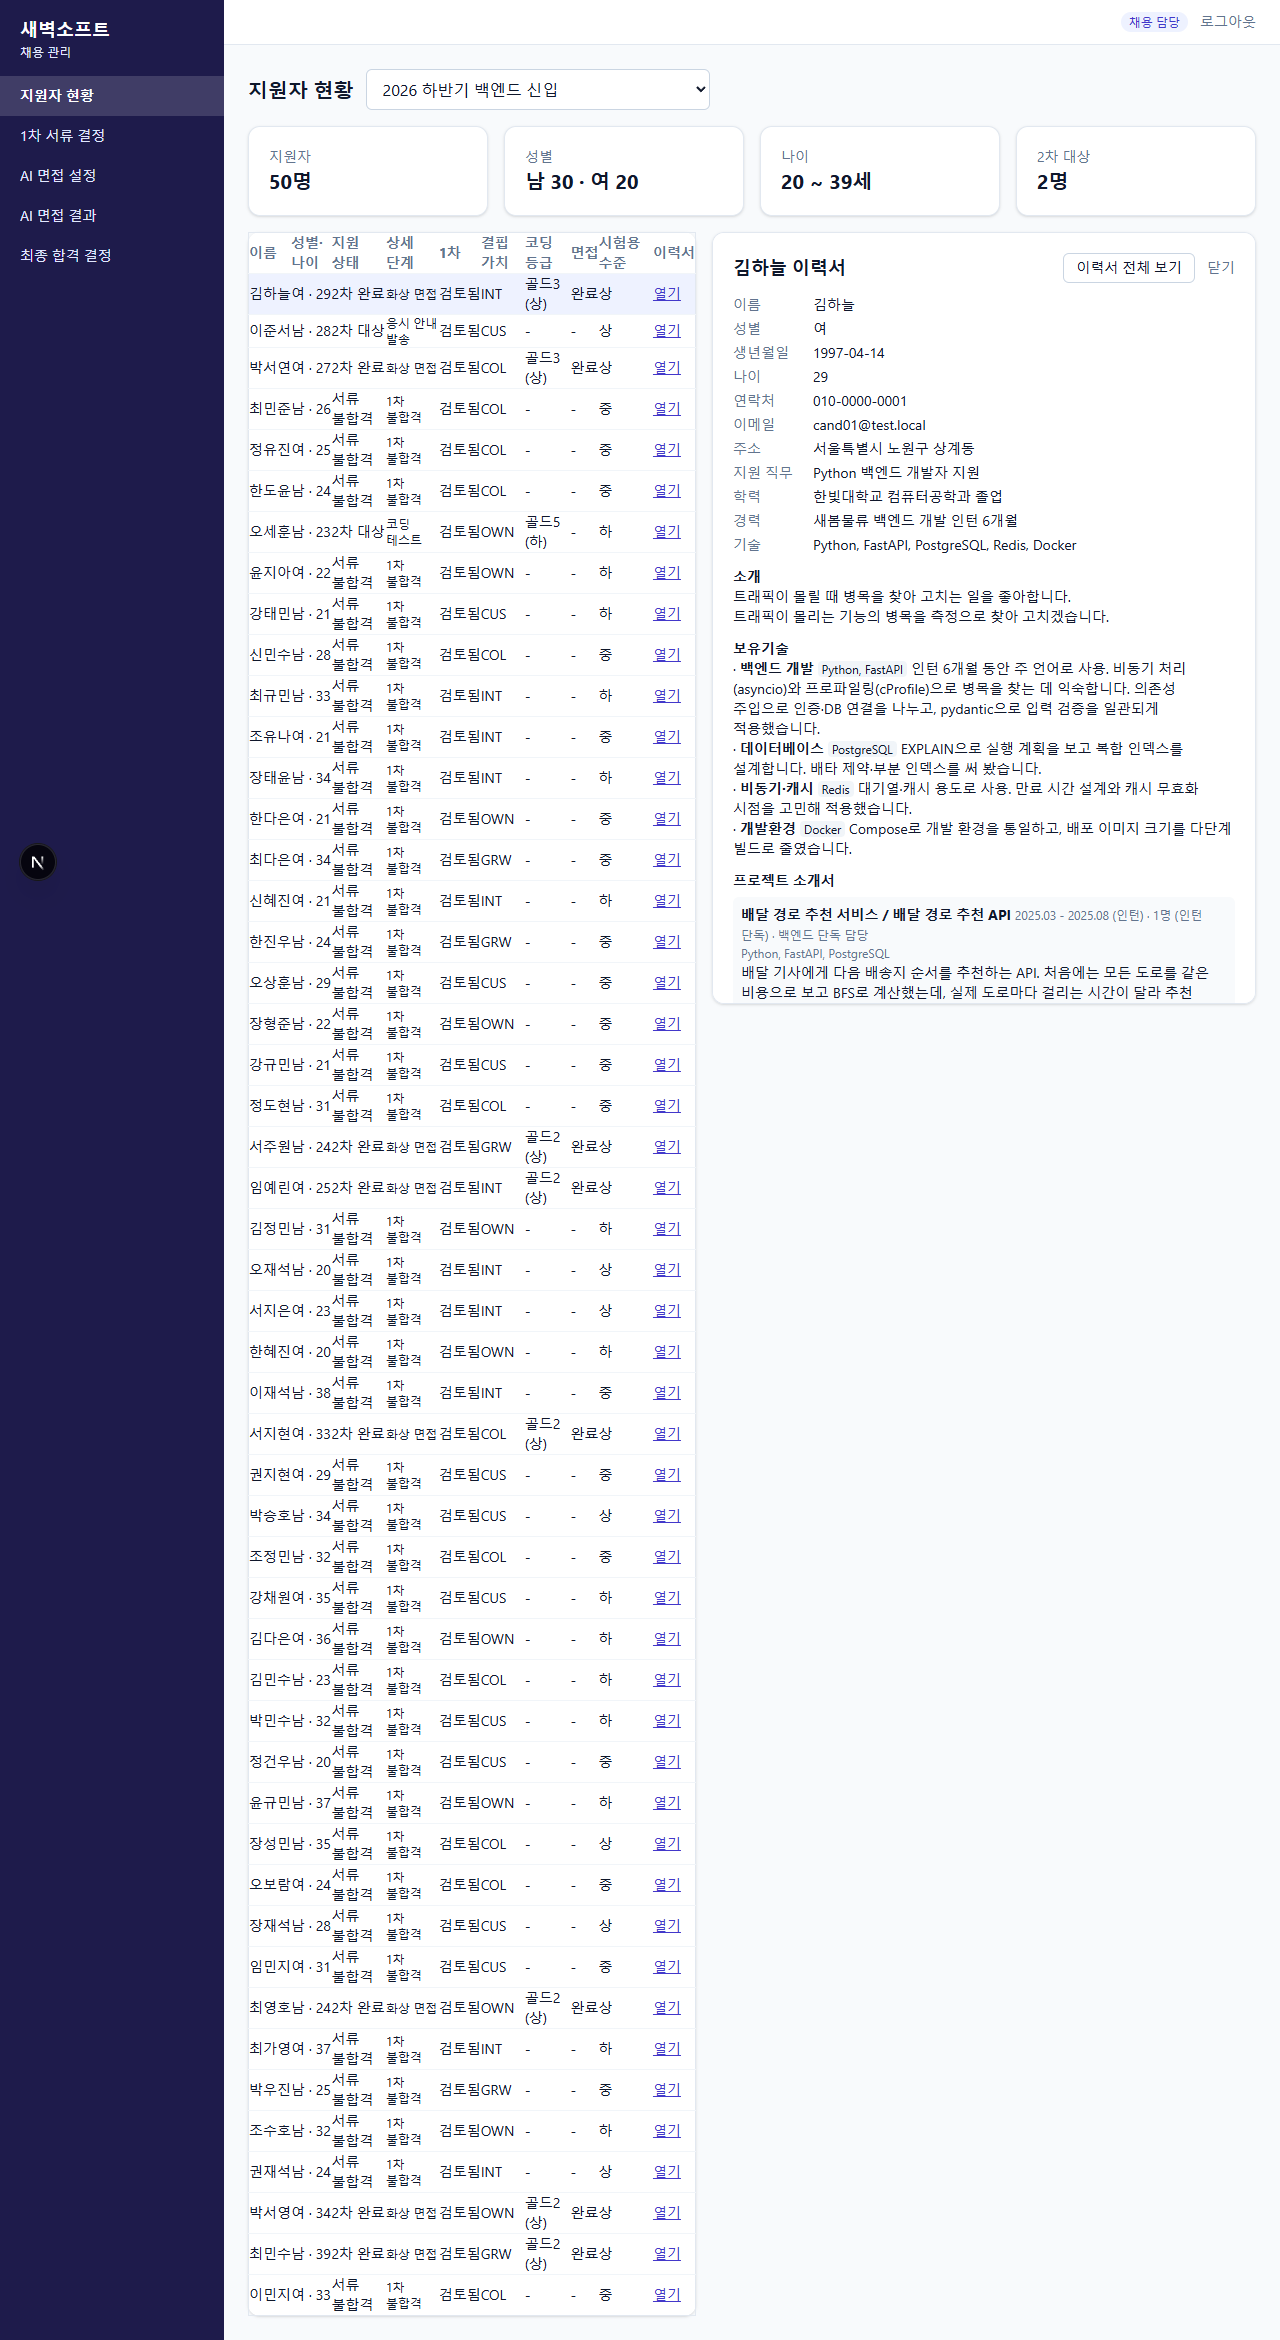 새벽소프트
채용 관리
지원자 현황
1차 서류 결정
AI 면접 설정
AI 면접 결과
최종 합격 결정
채용 담당 로그아웃
지원자 현황 2026 하반기 백엔드 신입
지원자
50명
성별
남 30 · 여 20
나이
20 ~ 39세
2차 대상
2명
이름 성별·나이 지원 상태 상세 단계 1차 결핍 가치 코딩 등급 면접 시험용 수준 이력서
김하늘 여 · 29 2차 완료 화상 면접 검토됨 INT 골드3 (상) 완료 상 열기
이준서 남 · 28 2차 대상 응시 안내 발송 검토됨 CUS - - 상 열기
박서연 여 · 27 2차 완료 화상 면접 검토됨 COL 골드3 (상) 완료 상 열기
최민준 남 · 26 서류 불합격 1차 불합격 검토됨 COL - - 중 열기
정유진 여 · 25 서류 불합격 1차 불합격 검토됨 COL - - 중 열기
한도윤 남 · 24 서류 불합격 1차 불합격 검토됨 COL - - 중 열기
오세훈 남 · 23 2차 대상 코딩 테스트 검토됨 OWN 골드5 (하) - 하 열기
윤지아 여 · 22 서류 불합격 1차 불합격 검토됨 OWN - - 하 열기
강태민 남 · 21 서류 불합격 1차 불합격 검토됨 CUS - - 하 열기
신민수 남 · 28 서류 불합격 1차 불합격 검토됨 COL - - 중 열기
최규민 남 · 33 서류 불합격 1차 불합격 검토됨 INT - - 하 열기
조유나 여 · 21 서류 불합격 1차 불합격 검토됨 INT - - 중 열기
장태윤 남 · 34 서류 불합격 1차 불합격 검토됨 INT - - 하 열기
한다은 여 · 21 서류 불합격 1차 불합격 검토됨 OWN - - 중 열기
최다은 여 · 34 서류 불합격 1차 불합격 검토됨 GRW - - 중 열기
신혜진 여 · 21 서류 불합격 1차 불합격 검토됨 INT - - 하 열기
한진우 남 · 24 서류 불합격 1차 불합격 검토됨 GRW - - 중 열기
오상훈 남 · 29 서류 불합격 1차 불합격 검토됨 CUS - - 중 열기
장형준 남 · 22 서류 불합격 1차 불합격 검토됨 OWN - - 중 열기
강규민 남 · 21 서류 불합격 1차 불합격 검토됨 CUS - - 중 열기
정도현 남 · 31 서류 불합격 1차 불합격 검토됨 COL - - 중 열기
서주원 남 · 24 2차 완료 화상 면접 검토됨 GRW 골드2 (상) 완료 상 열기
임예린 여 · 25 2차 완료 화상 면접 검토됨 INT 골드2 (상) 완료 상 열기
김정민 남 · 31 서류 불합격 1차 불합격 검토됨 OWN - - 하 열기
오재석 남 · 20 서류 불합격 1차 불합격 검토됨 INT - - 상 열기
서지은 여 · 23 서류 불합격 1차 불합격 검토됨 INT - - 상 열기
한혜진 여 · 20 서류 불합격 1차 불합격 검토됨 OWN - - 하 열기
이재석 남 · 38 서류 불합격 1차 불합격 검토됨 INT - - 중 열기
서지현 여 · 33 2차 완료 화상 면접 검토됨 COL 골드2 (상) 완료 상 열기
권지현 여 · 29 서류 불합격 1차 불합격 검토됨 CUS - - 중 열기
박승호 남 · 34 서류 불합격 1차 불합격 검토됨 CUS - - 상 열기
조정민 남 · 32 서류 불합격 1차 불합격 검토됨 COL - - 중 열기
강채원 여 · 35 서류 불합격 1차 불합격 검토됨 CUS - - 하 열기
김다은 여 · 36 서류 불합격 1차 불합격 검토됨 OWN - - 하 열기
김민수 남 · 23 서류 불합격 1차 불합격 검토됨 COL - - 하 열기
박민수 남 · 32 서류 불합격 1차 불합격 검토됨 CUS - - 하 열기
정건우 남 · 20 서류 불합격 1차 불합격 검토됨 CUS - - 중 열기
윤규민 남 · 37 서류 불합격 1차 불합격 검토됨 OWN - - 하 열기
장성민 남 · 35 서류 불합격 1차 불합격 검토됨 COL - - 상 열기
오보람 여 · 24 서류 불합격 1차 불합격 검토됨 COL - - 중 열기
장재석 남 · 28 서류 불합격 1차 불합격 검토됨 CUS - - 상 열기
임민지 여 · 31 서류 불합격 1차 불합격 검토됨 CUS - - 중 열기
최영호 남 · 24 2차 완료 화상 면접 검토됨 OWN 골드2 (상) 완료 상 열기
최가영 여 · 37 서류 불합격 1차 불합격 검토됨 INT - - 하 열기
박우진 남 · 25 서류 불합격 1차 불합격 검토됨 GRW - - 중 열기
조수호 남 · 32 서류 불합격 1차 불합격 검토됨 OWN - - 하 열기
권재석 남 · 24 서류 불합격 1차 불합격 검토됨 INT - - 상 열기
박서영 여 · 34 2차 완료 화상 면접 검토됨 OWN 골드2 (상) 완료 상 열기
최민수 남 · 39 2차 완료 화상 면접 검토됨 GRW 골드2 (상) 완료 상 열기
이민지 여 · 33 서류 불합격 1차 불합격 검토됨 COL - - 중 열기
김하늘 이력서 이력서 전체 보기 닫기
이름 김하늘
성별 여
생년월일 1997-04-14
나이 29
연락처 010-0000-0001
이메일 cand01@test.local
주소 서울특별시 노원구 상계동
지원 직무 Python 백엔드 개발자 지원
학력 한빛대학교 컴퓨터공학과 졸업
경력 새봄물류 백엔드 개발 인턴 6개월
기술 Python, FastAPI, PostgreSQL, Redis, Docker
소개
트래픽이 몰릴 때 병목을 찾아 고치는 일을 좋아합니다.
트래픽이 몰리는 기능의 병목을 측정으로 찾아 고치겠습니다.
보유기술
· 백엔드 개발 Python, FastAPI 인턴 6개월 동안 주 언어로 사용. 비동기 처리
(asyncio)와 프로파일링(cProfile)으로 병목을 찾는 데 익숙합니다. 의존성
주입으로 인증·DB 연결을 나누고, pydantic으로 입력 검증을 일관되게
적용했습니다.
· 데이터베이스 PostgreSQL EXPLAIN으로 실행 계획을 보고 복합 인덱스를
설계합니다. 배타 제약·부분 인덱스를 써 봤습니다.
· 비동기·캐시 Redis 대기열·캐시 용도로 사용. 만료 시간 설계와 캐시 무효화
시점을 고민해 적용했습니다.
· 개발환경 Docker Compose로 개발 환경을 통일하고, 배포 이미지 크기를 다단계
빌드로 줄였습니다.
프로젝트 소개서
배달 경로 추천 서비스 / 배달 경로 추천 API 2025.03 - 2025.08 (인턴) · 1명 (인턴
단독) · 백엔드 단독 담당
Python, FastAPI, PostgreSQL
배달 기사에게 다음 배송지 순서를 추천하는 API. 처음에는 모든 도로를 같은
비용으로 보고 BFS로 계산했는데, 실제 도로마다 걸리는 시간이 달라 추천
N